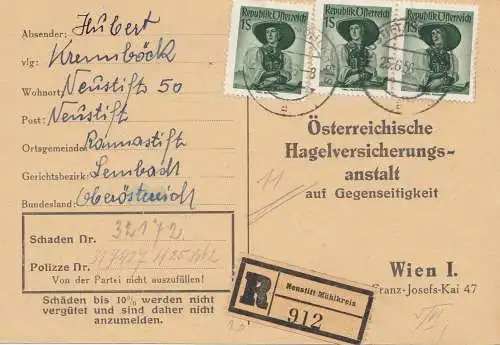 Absender: Hubert
vlg: Kremsböck
Wohnort: Neustift 50
Post: Neustift
Ortsgemeinde: Rannastift
Gerichtsbezirk: Lembach
Bundesland: Oberösterreich
Schaden Nr. 32172
Polizze Nr.
Von der Partei nicht auszufüllen!
Schäden bis 10% werden nicht
vergütet und sind daher nicht
anzumelden.
Republik Österreich
1S
Republik Österreich
1S
Republik Österreich
1S
Österreichische
Hagelversicherungs-
anstalt
auf Gegenseitigkeit
11
Wien I.
Franz-Josefs-Kai 47
R
Neustift Mühlkreis
912